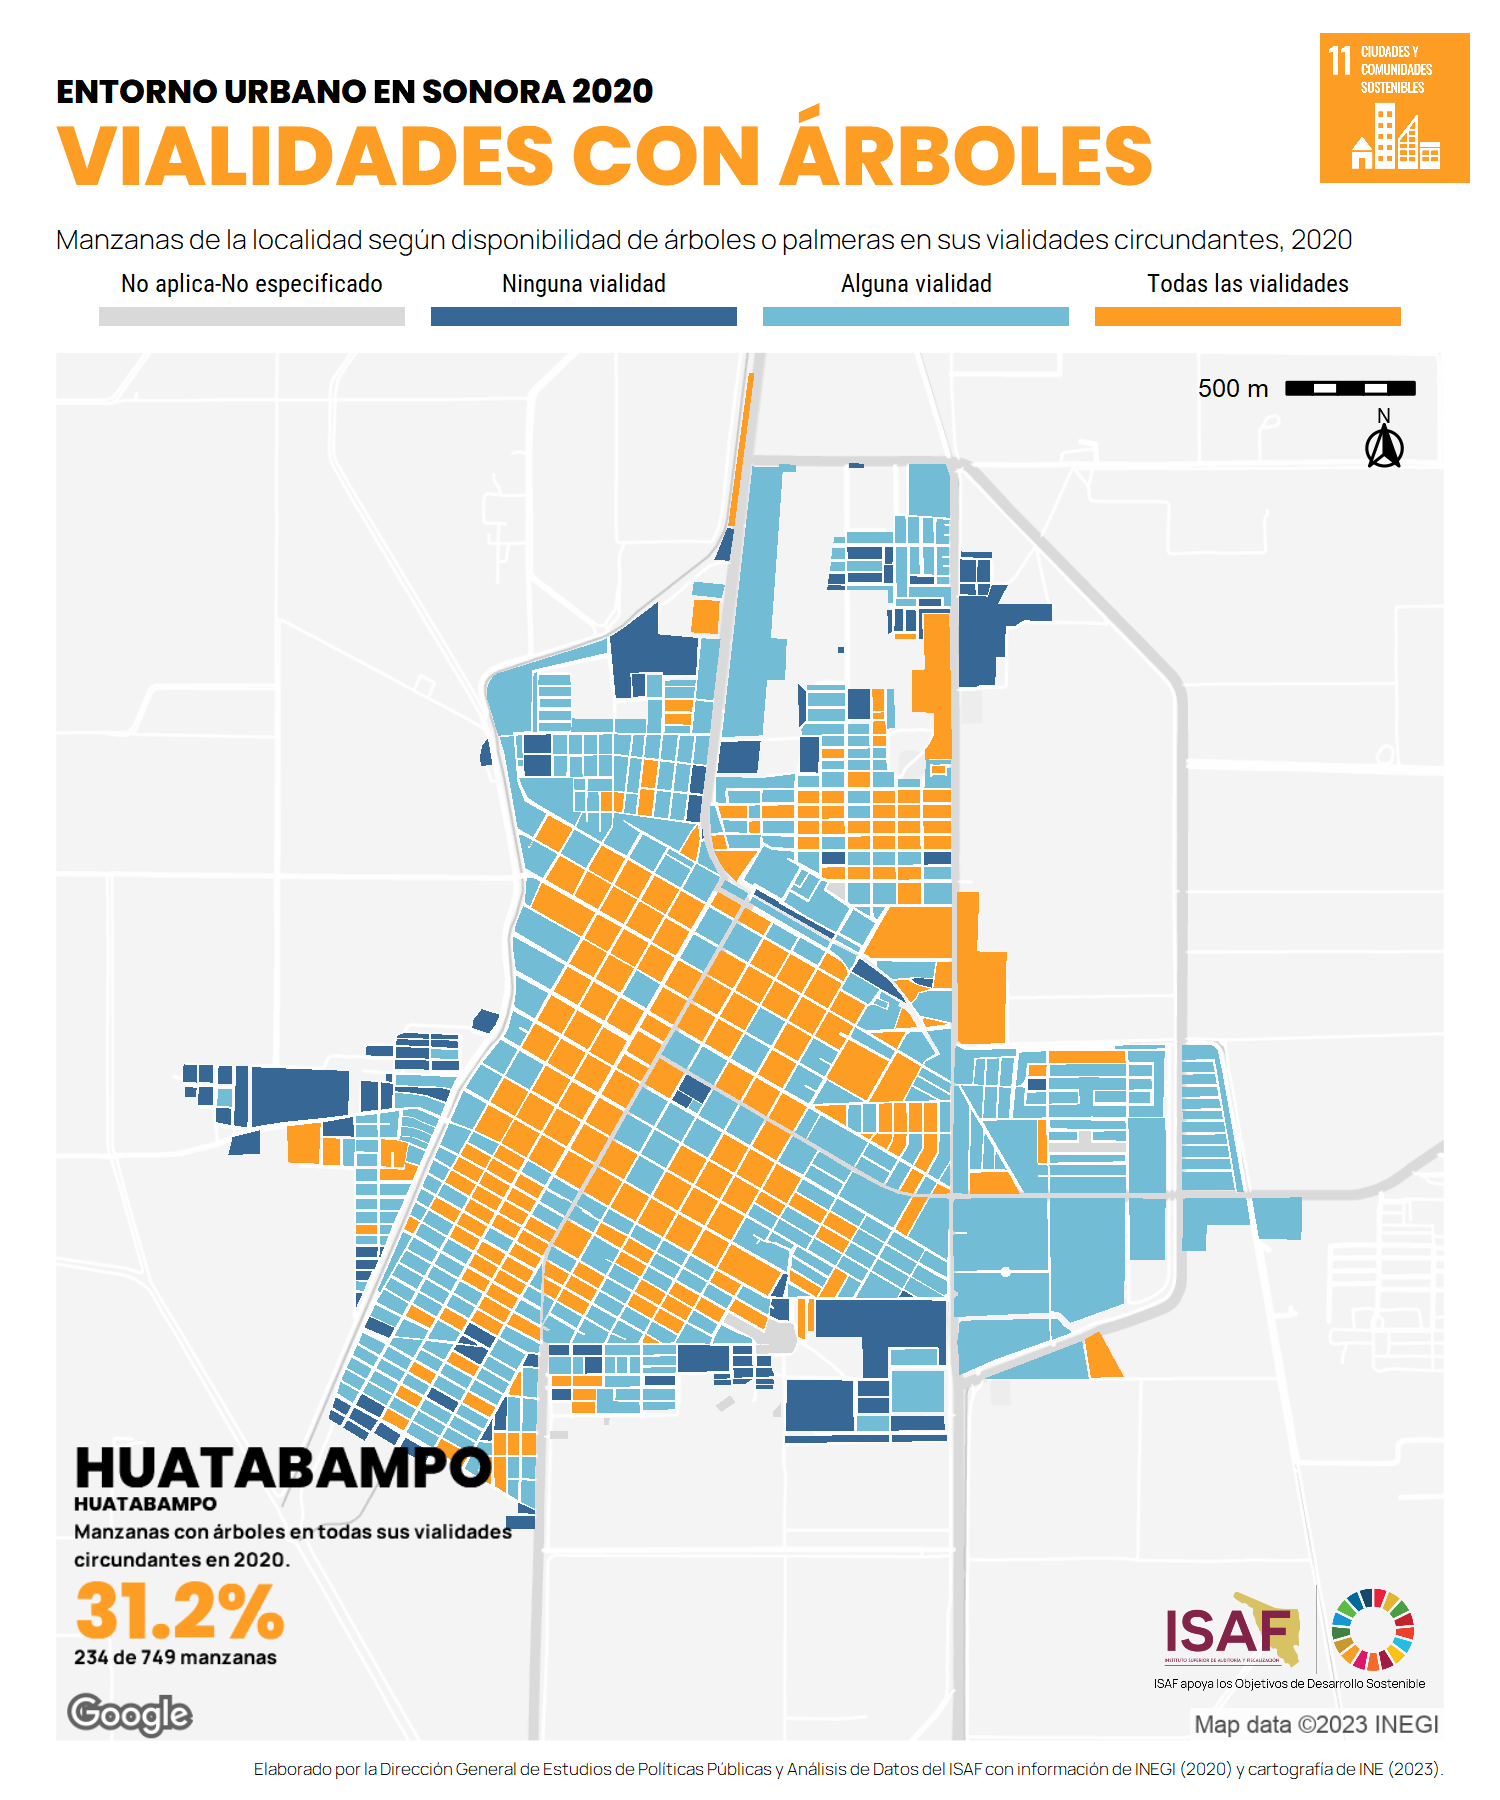 ENTORNO URBANO EN SONORA 2020
VIALIDADES CON ÁRBOLES
11 CIUDADES Y
COMUNIDADES
SOSTENIBLES
Manzanas de la localidad según disponibilidad de árboles o palmeras en sus vialidades circundantes, 2020
No aplica-No especificado
Ninguna vialidad
Alguna vialidad
Todas las vialidades
500 m
N
HUATABAMPO
HUATABAMPO
Manzanas con árboles en todas sus vialidades
circundantes en 2020.
31.2%
234 de 749 manzanas
Google
ISAF
INSTITUTO SUPERIOR DE AUDITORÍA Y FISCALIZACIÓN
ISAF apoya los Objetivos de Desarrollo Sostenible
Map data ©2023 INEGI
Elaborado por la Dirección General de Estudios de Políticas Públicas y Análisis de Datos del ISAF con información de INEGI (2020) y cartografía de INE (2023).